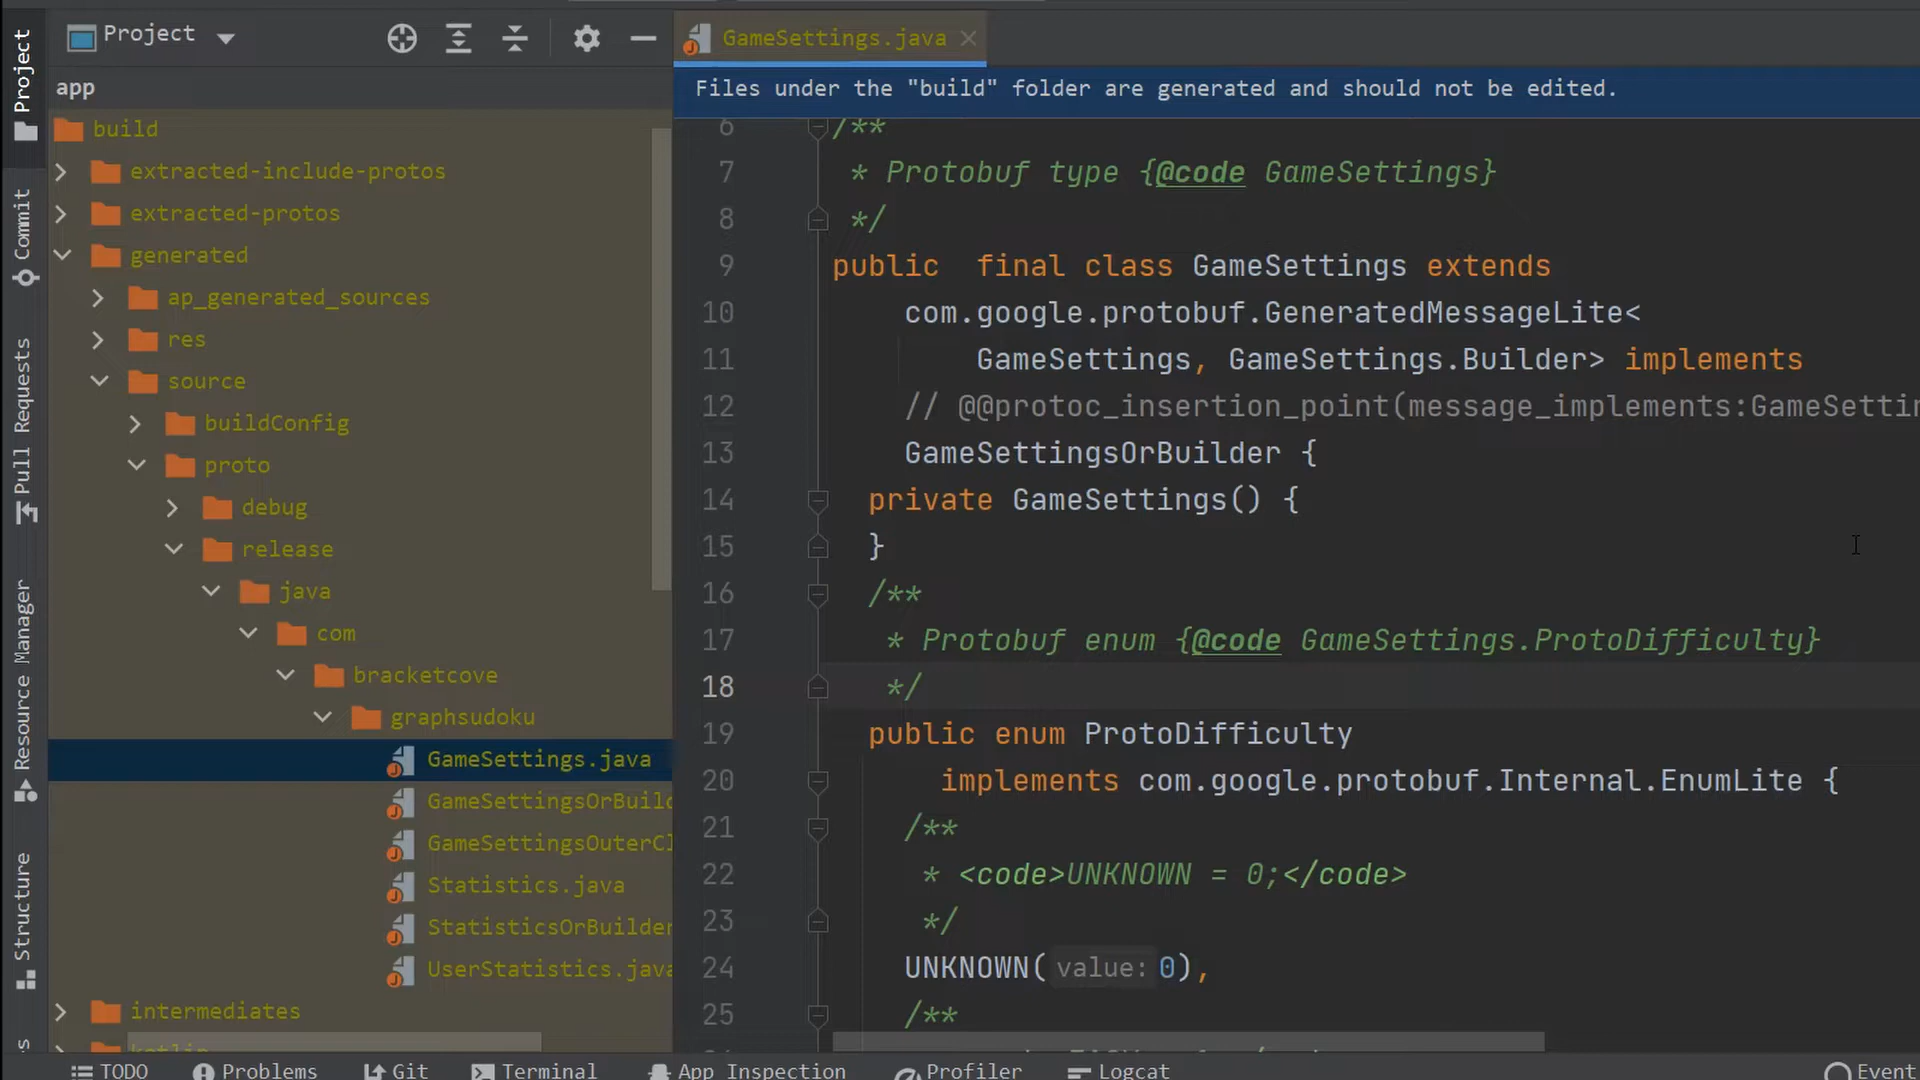 Project
GameSettings.java
Files under the "build" folder are generated and should not be edited.
app
build
extracted-include-protos
extracted-protos
generated
ap_generated_sources
res
source
buildConfig
proto
debug
release
java
com
bracketcove
graphsudoku
GameSettings.java
GameSettingsOrBuild
GameSettingsOuterCl
Statistics.java
StatisticsOrBuilder
UserStatistics.java
intermediates
kotlin
Project
Commit
Pull Requests
Resource Manager
Structure
6 /**
7 * Protobuf type {@code GameSettings}
8 */
9 public  final class GameSettings extends
10 com.google.protobuf.GeneratedMessageLite<
11 GameSettings, GameSettings.Builder> implements
12 // @@protoc_insertion_point(message_implements:GameSettin
13 GameSettingsOrBuilder {
14 private GameSettings() {
15 }
16 /**
17 * Protobuf enum {@code GameSettings.ProtoDifficulty}
18 */
19 public enum ProtoDifficulty
20 implements com.google.protobuf.Internal.EnumLite {
21 /**
22 * <code>UNKNOWN = 0;</code>
23 */
24 UNKNOWN( value: 0),
25 /**
TODO Problems Git Terminal App Inspection Profiler Logcat Event